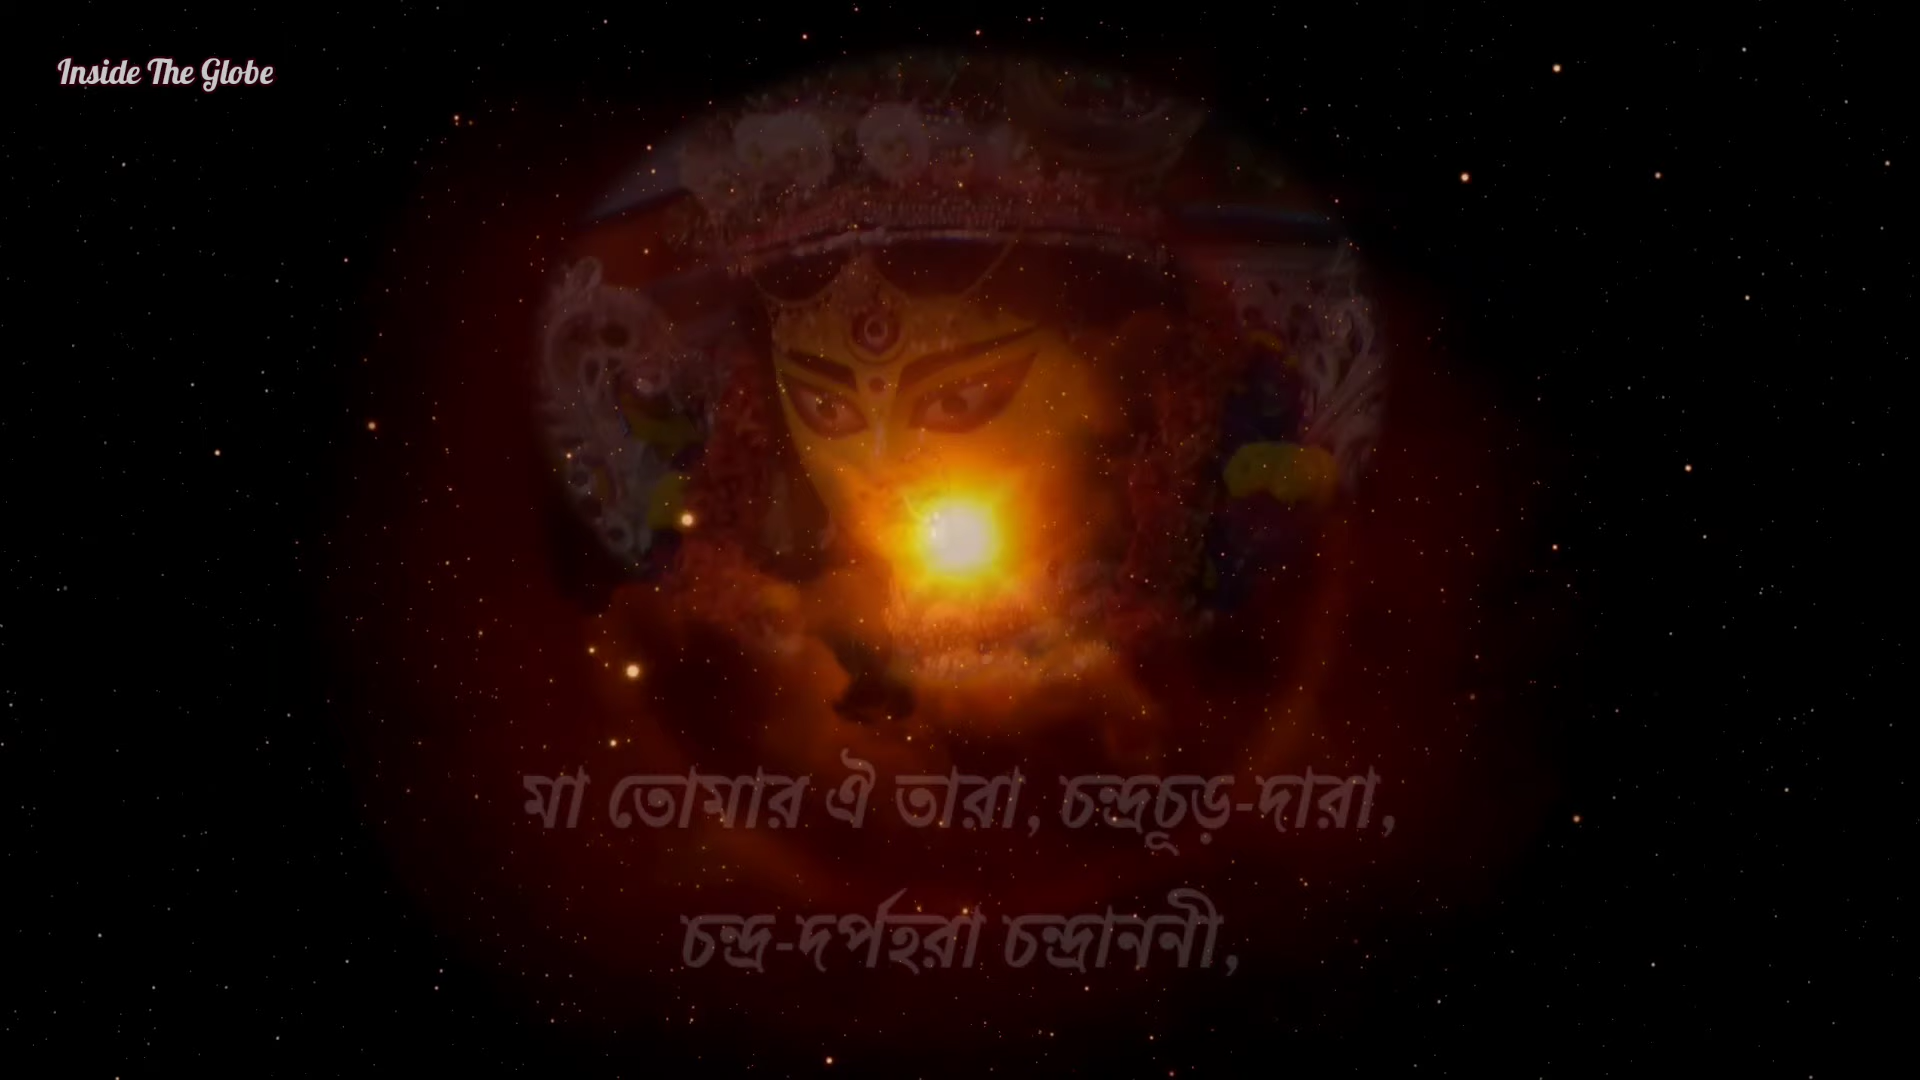 Inside The Globe
মা তোমার ঐ তারা, চন্দ্রচূড়-দারা,
চন্দ্র-দর্পহরা চন্দ্রাননী,